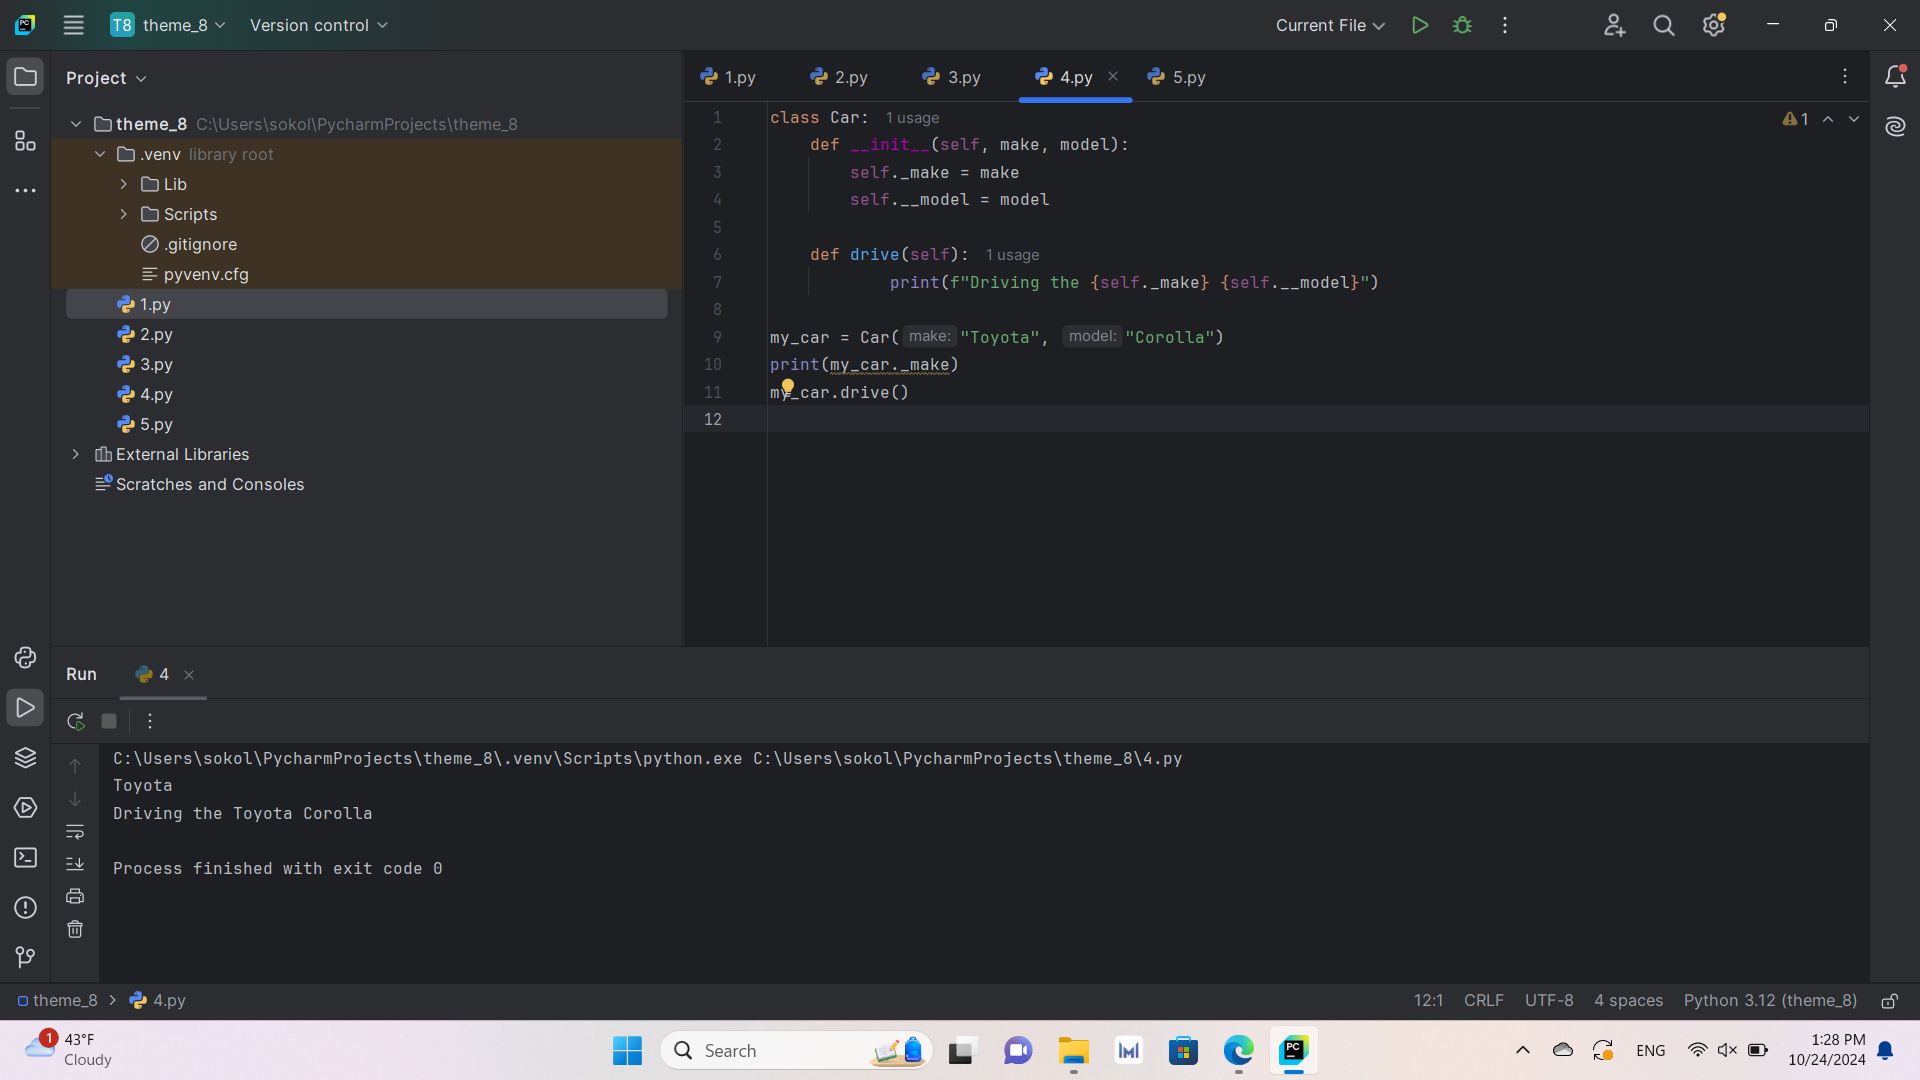 PC
T8 theme_8
Version control
Current File
Project
1.py
2.py
3.py
4.py
5.py
theme_8 C:\Users\sokol\PycharmProjects\theme_8
.venv library root
Lib
Scripts
.gitignore
pyvenv.cfg
1.py
2.py
3.py
4.py
5.py
External Libraries
Scratches and Consoles
1 class Car: 1 usage
2 def __init__(self, make, model):
3 self._make = make
4 self.__model = model
5
6 def drive(self): 1 usage
7 print(f"Driving the {self._make} {self.__model}")
8
9 my_car = Car( make: "Toyota", model: "Corolla")
10 print(my_car._make)
11 my_car.drive()
12
1
Run
4
C:\Users\sokol\PycharmProjects\theme_8\.venv\Scripts\python.exe C:\Users\sokol\PycharmProjects\theme_8\4.py
Toyota
Driving the Toyota Corolla
Process finished with exit code 0
theme_8 > 4.py
12:1 CRLF UTF-8 4 spaces Python 3.12 (theme_8)
1
43°F
Cloudy
Search
PC
ENG
1:28 PM
10/24/2024